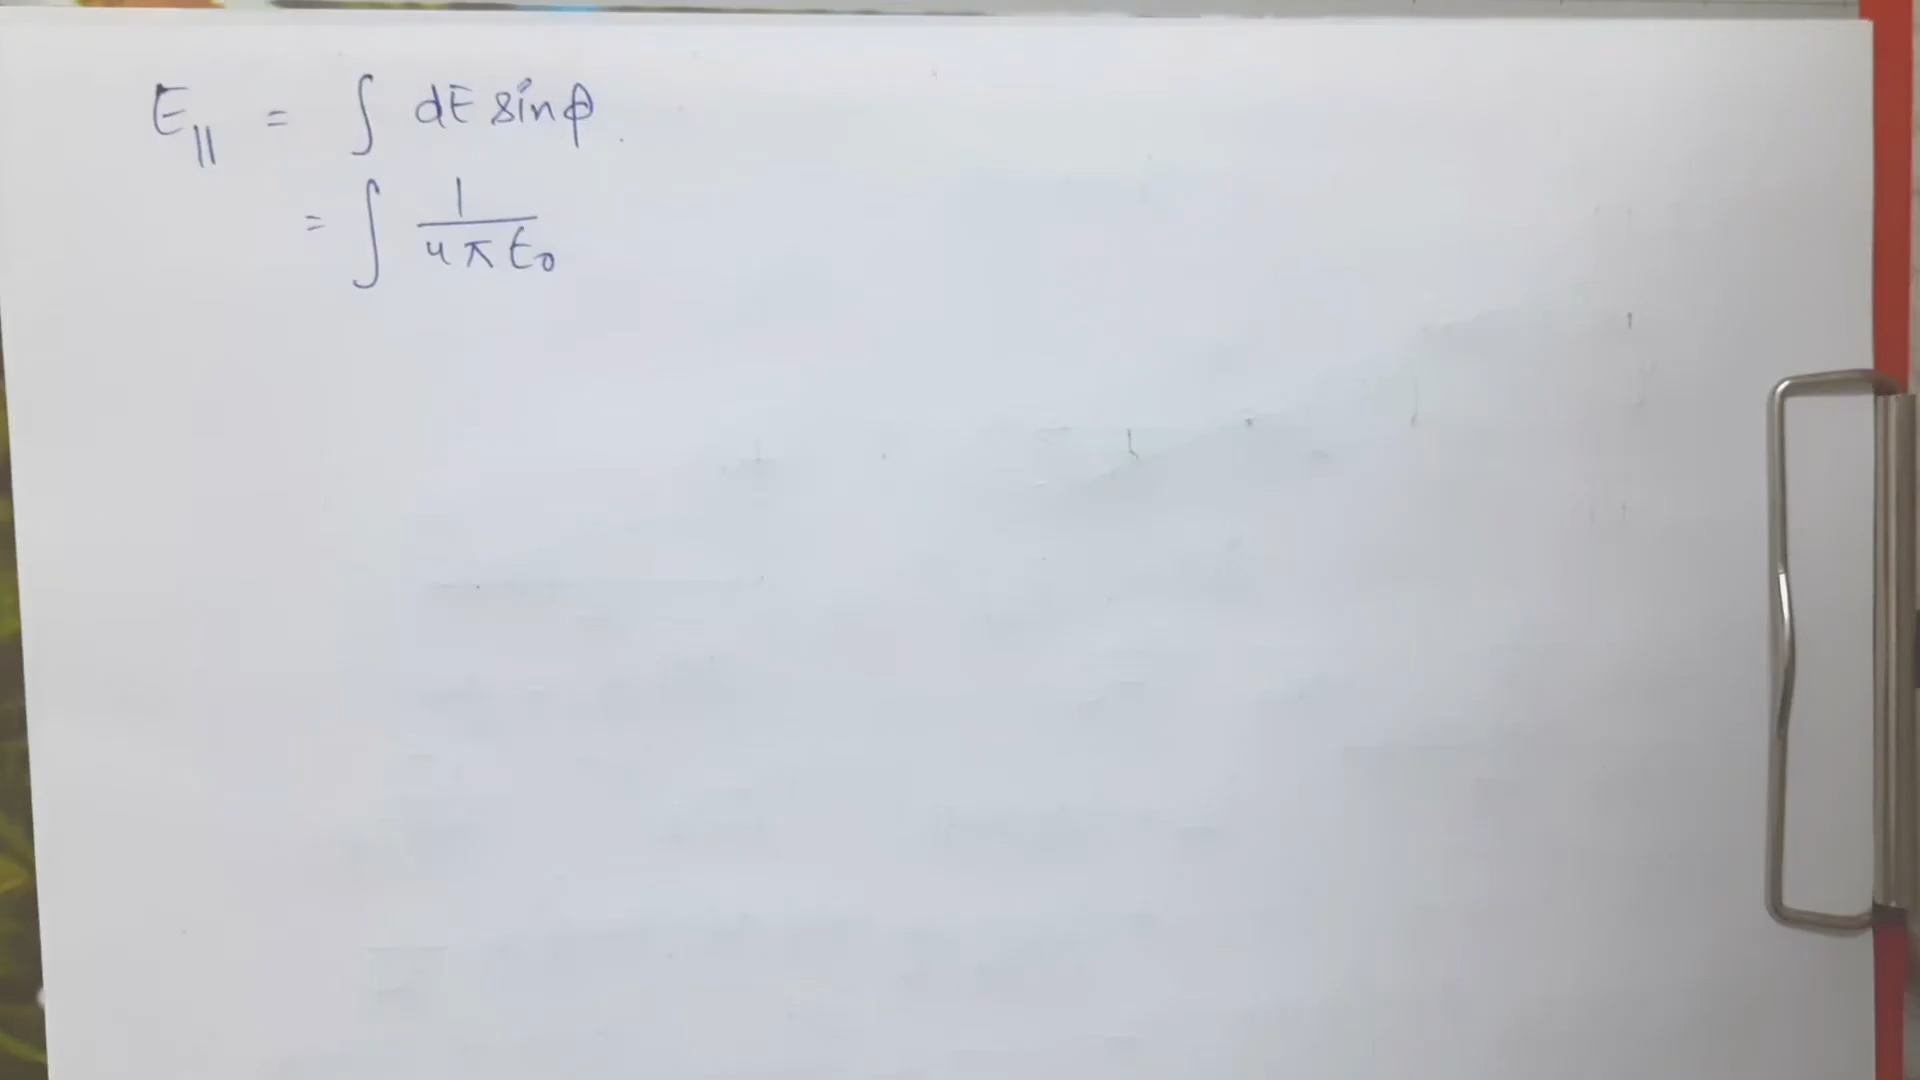 E∥ = ∫ dE sinφ
= ∫ 1/4πε₀